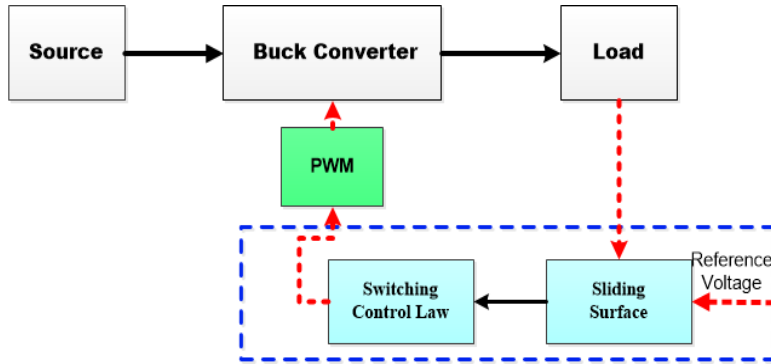 Source
Buck Converter
Load
PWM
Reference
Voltage
Switching
Control Law
Sliding
Surface